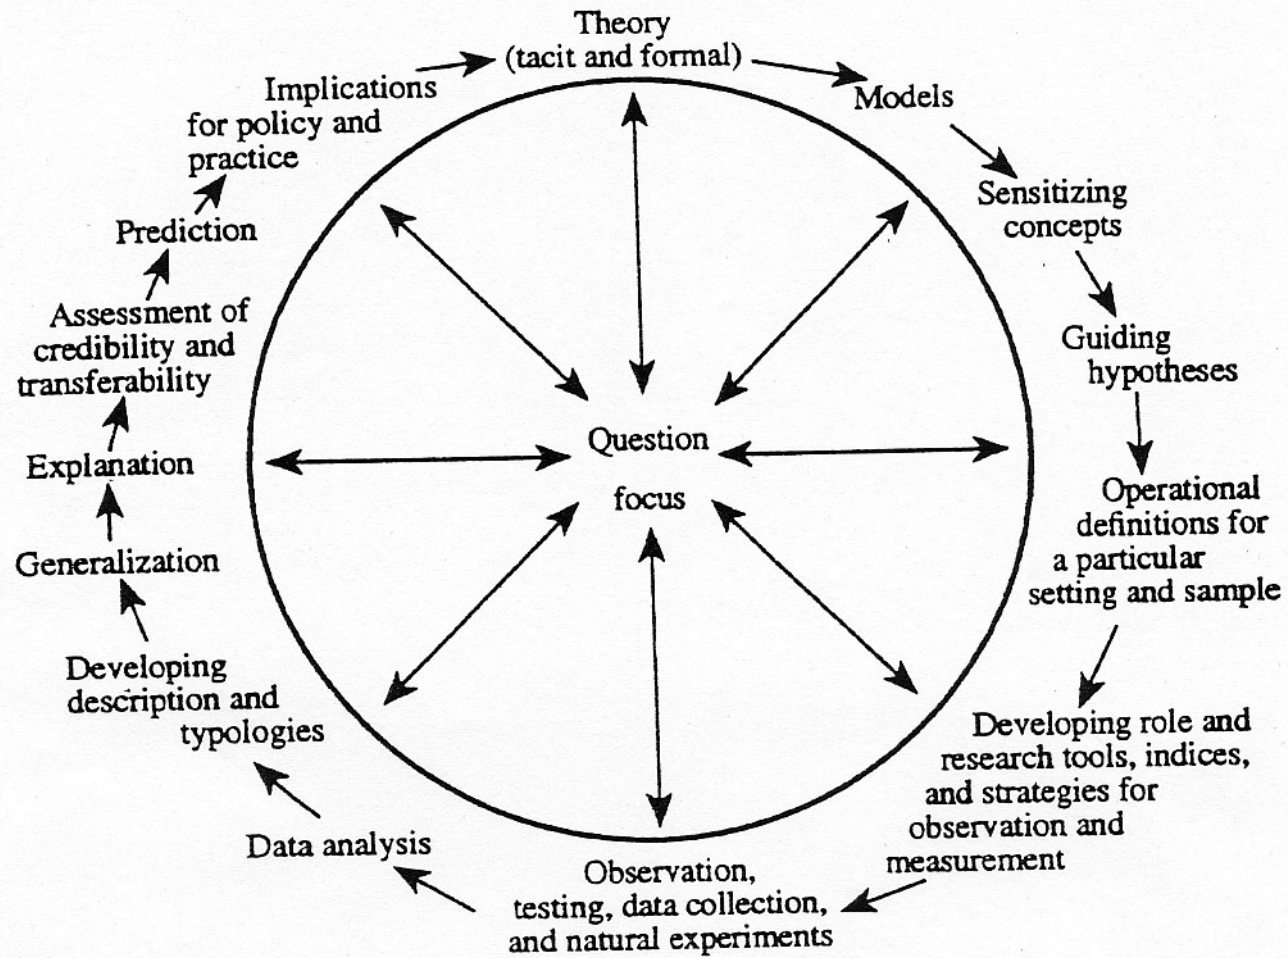 Theory
(tacit and formal)
Models
Sensitizing
concepts
Guiding
hypotheses
Operational
definitions for
a particular
setting and sample
Developing role and
research tools, indices,
and strategies for
observation and
measurement
Observation,
testing, data collection,
and natural experiments
Data analysis
Developing
description and
typologies
Generalization
Explanation
Assessment of
credibility and
transferability
Prediction
Implications
for policy and
practice
Question
focus